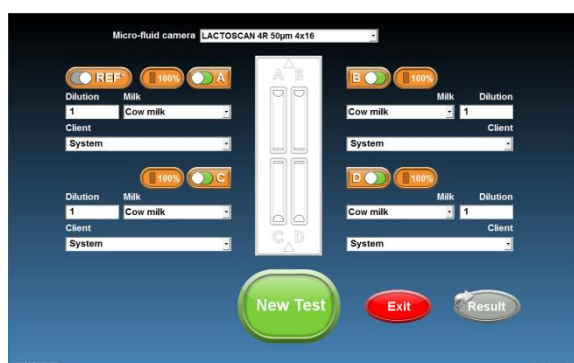 Micro-fluid camera LACTOSCAN 4R 50µm 4x16
REF* 100% A A B B 100%
Dilution Milk Milk Dilution
1 Cow milk Cow milk 1
Client Client
System System
100% C D 100%
Dilution Milk Milk Dilution
1 Cow milk Cow milk 1
Client C D Client
System System
New Test Exit Result